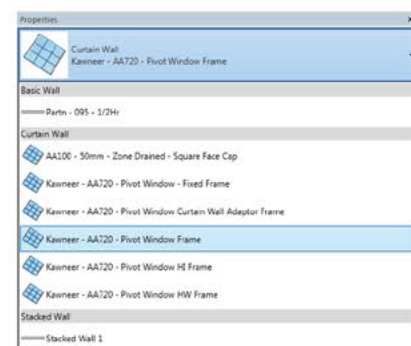 Properties
Curtain Wall
Kawneer - AA720 - Pivot Window Frame
Basic Wall
Partn - 095 - 1/2Hr
Curtain Wall
AA100 - 50mm - Zone Drained - Square Face Cap
Kawneer - AA720 - Pivot Window - Fixed Frame
Kawneer - AA720 - Pivot Window Curtain Wall Adaptor Frame
Kawneer - AA720 - Pivot Window Frame
Kawneer - AA720 - Pivot Window HI Frame
Kawneer - AA720 - Pivot Window HW Frame
Stacked Wall
Stacked Wall 1